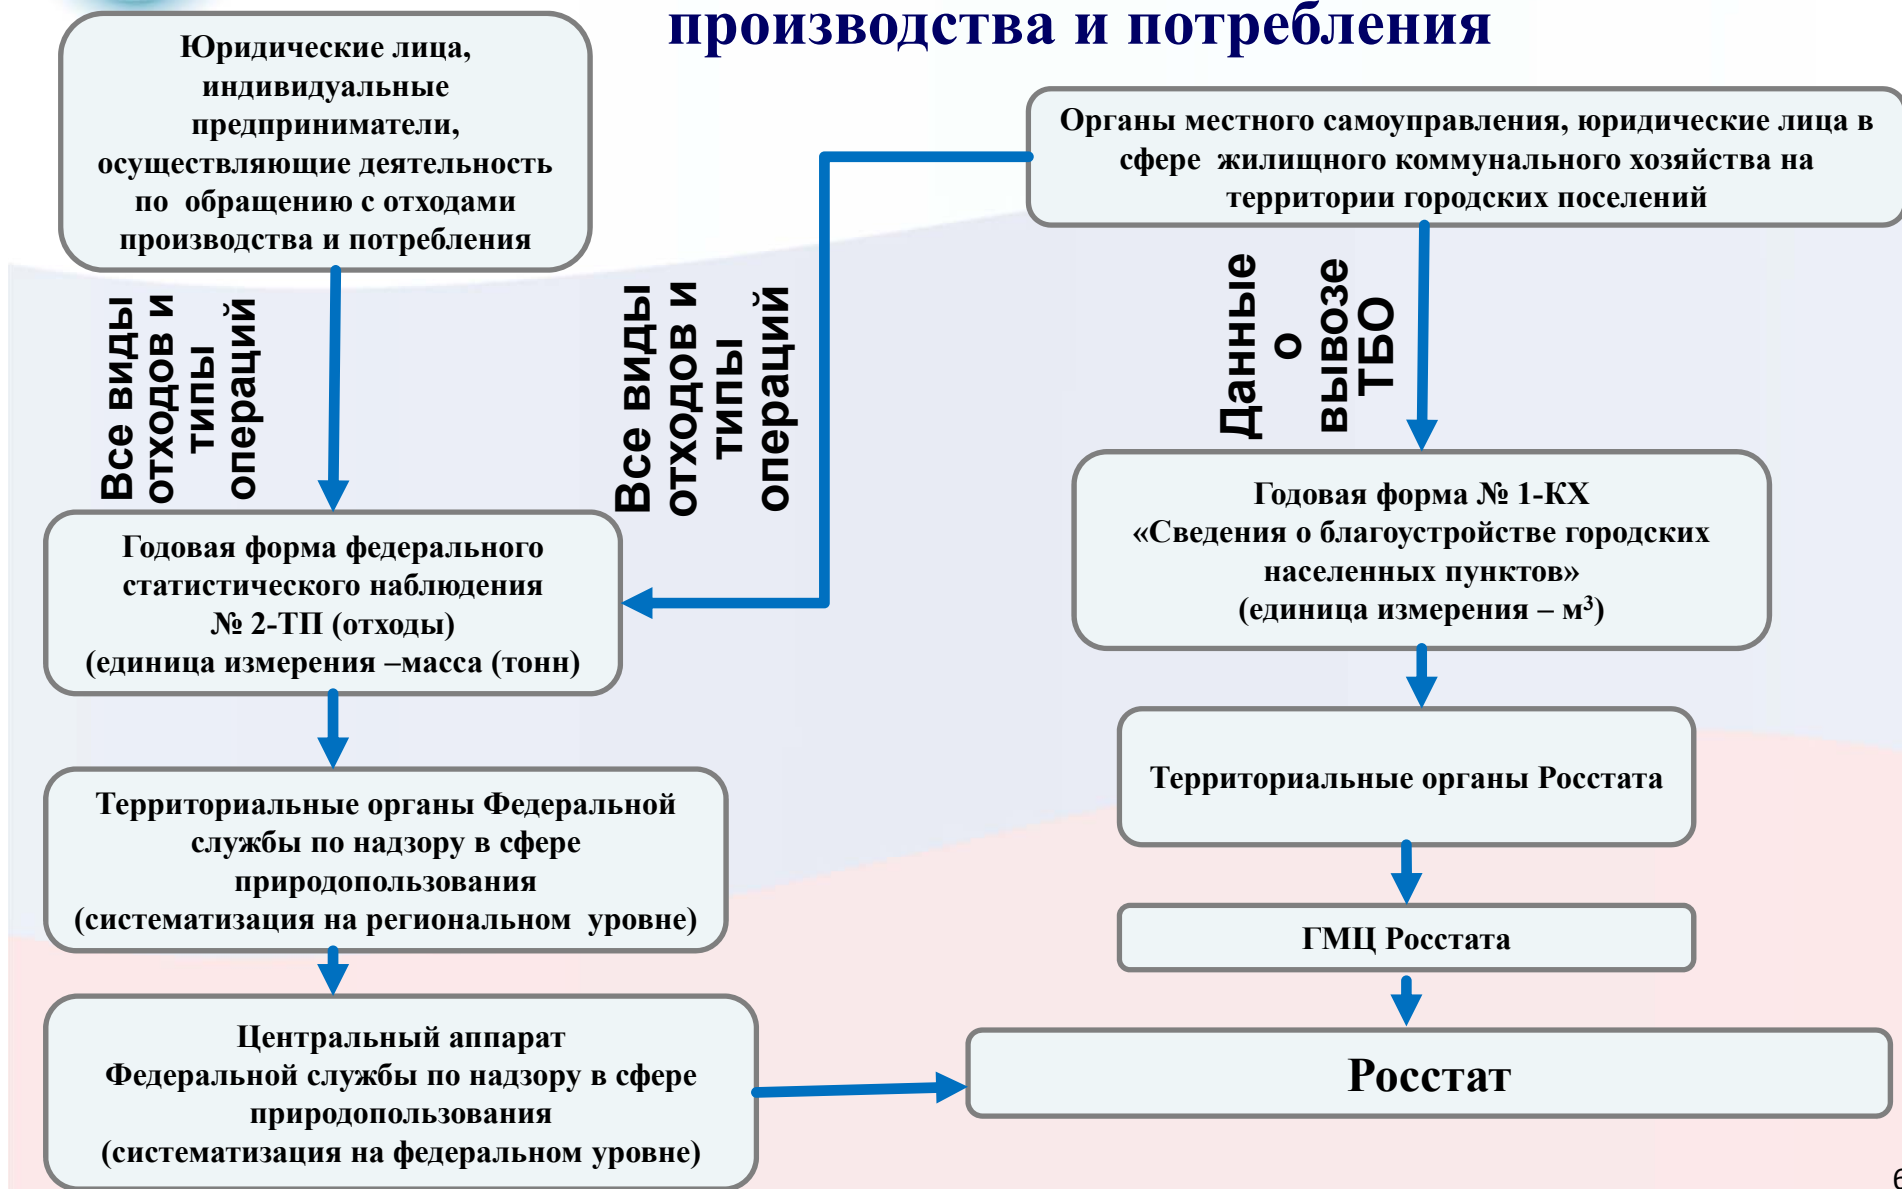 производства и потребления
Юридические лица,
индивидуальные
предприниматели,
осуществляющие деятельность
по обращению с отходами
производства и потребления
Органы местного самоуправления, юридические лица в
сфере жилищного коммунального хозяйства на
территории городских поселений
Все виды
отходов и
типы
операций
Все виды
отходов и
типы
операций
Данные
о
вывозе
ТБО
Годовая форма федерального
статистического наблюдения
№ 2-ТП (отходы)
(единица измерения –масса (тонн)
Годовая форма № 1-КХ
«Сведения о благоустройстве городских
населенных пунктов»
(единица измерения – м³)
Территориальные органы Федеральной
службы по надзору в сфере
природопользования
(систематизация на региональном уровне)
Территориальные органы Росстата
ГМЦ Росстата
Центральный аппарат
Федеральной службы по надзору в сфере
природопользования
(систематизация на федеральном уровне)
Росстат